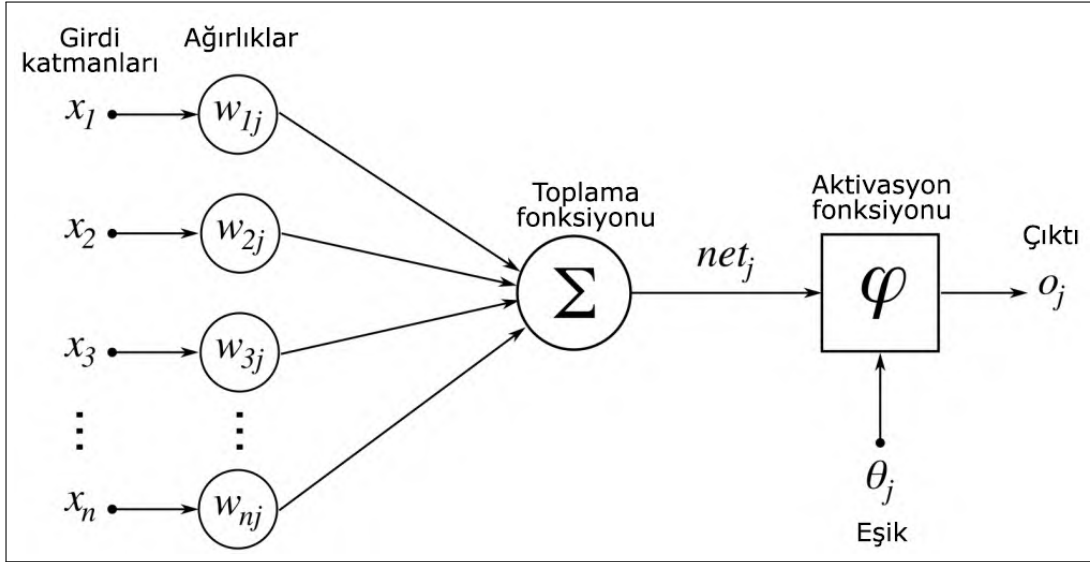 Girdi
katmanları
Ağırlıklar
x1
w1j
x2
w2j
x3
w3j
⋮
⋮
xn
wnj
Toplama
fonksiyonu
Σ
netj
Aktivasyon
fonksiyonu
φ
Çıktı
oj
θj
Eşik